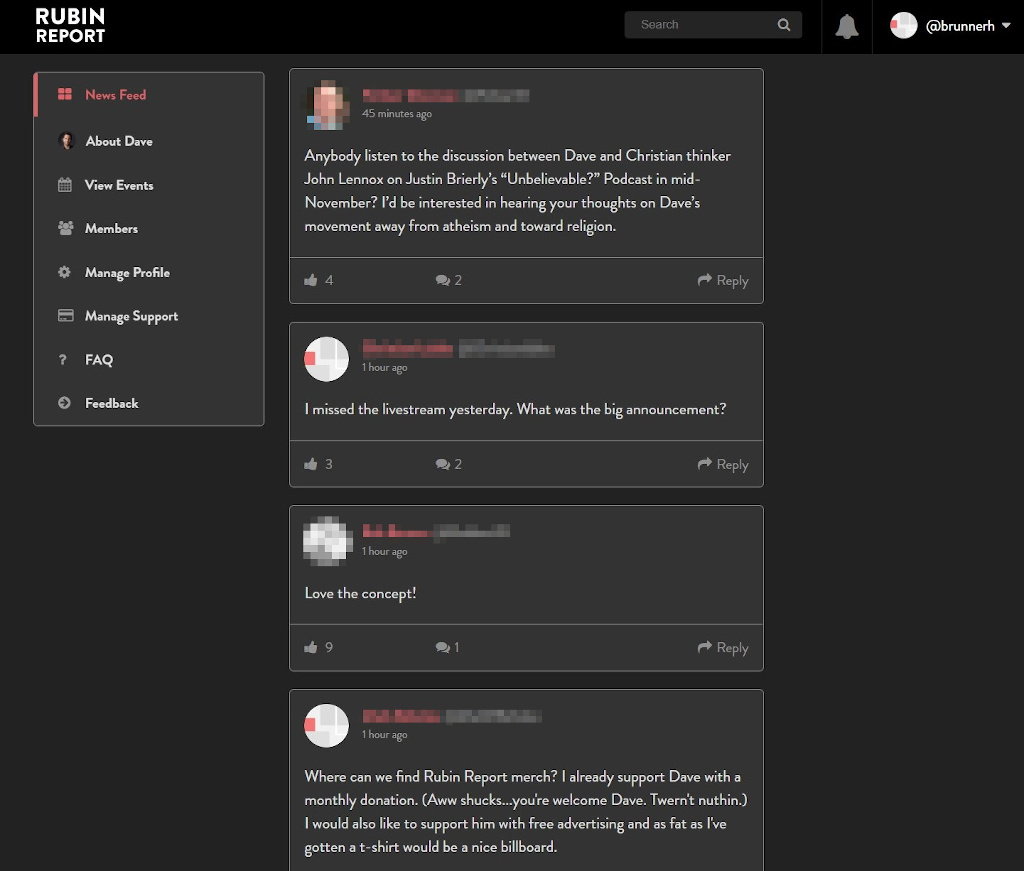 RUBIN
REPORT
Search
@brunnerh
News Feed
About Dave
View Events
Members
Manage Profile
Manage Support
? FAQ
Feedback
45 minutes ago
Anybody listen to the discussion between Dave and Christian thinker
John Lennox on Justin Brierly's “Unbelievable?” Podcast in mid-
November? I’d be interested in hearing your thoughts on Dave’s
movement away from atheism and toward religion.
4 2 Reply
1 hour ago
I missed the livestream yesterday. What was the big announcement?
3 2 Reply
1 hour ago
Love the concept!
9 1 Reply
1 hour ago
Where can we find Rubin Report merch? I already support Dave with a
monthly donation. (Aww shucks...you're welcome Dave. Twern't nuthin.)
I would also like to support him with free advertising and as fat as I've
gotten a t-shirt would be a nice billboard.